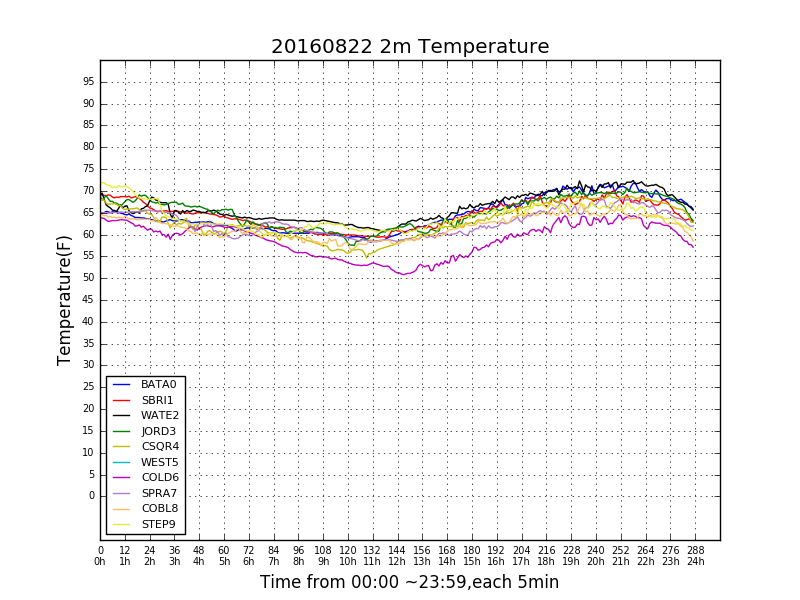 20160822 2m Temperature
Temperature(F)
95
90
85
80
75
70
65
60
55
50
45
40
35
30
25
20
15
10
5
0
BATA0
SBRI1
WATE2
JORD3
CSQR4
WEST5
COLD6
SPRA7
COBL8
STEP9
0 12 24 36 48 60 72 84 96 108 120 132 144 156 168 180 192 204 216 228 240 252 264 276 288
0h 1h 2h 3h 4h 5h 6h 7h 8h 9h 10h 11h 12h 13h 14h 15h 16h 17h 18h 19h 20h 21h 22h 23h 24h
Time from 00:00 ~23:59,each 5min